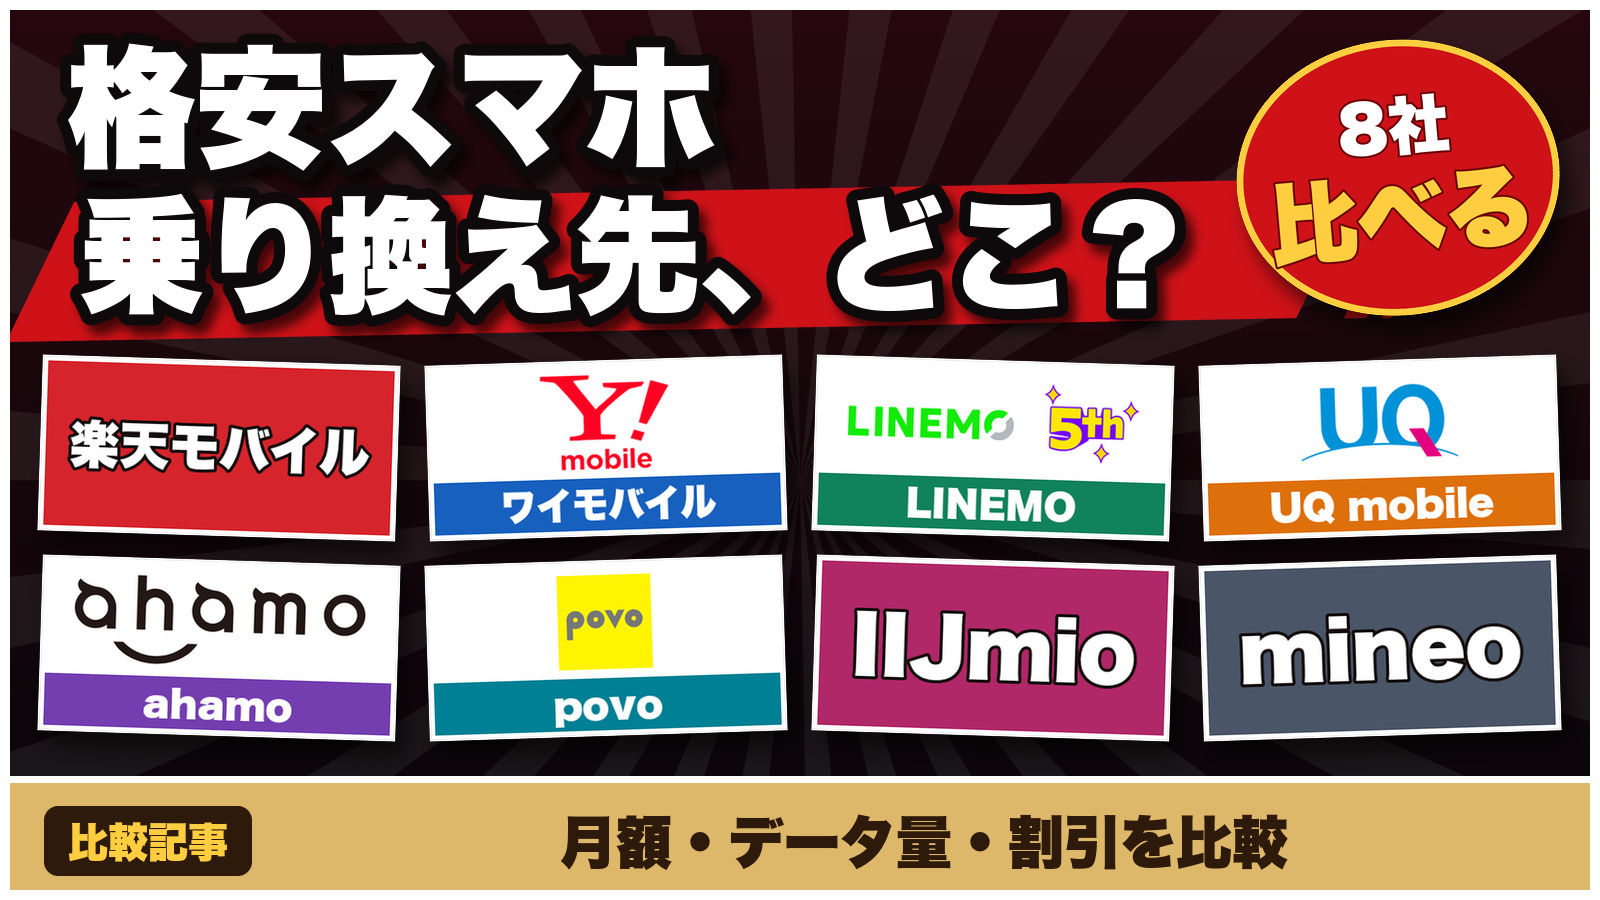 格安スマホ
乗り換え先、どこ？
8社
比べる
楽天モバイル
Y!
mobile
ワイモバイル
LINEMO
5th
LINEMO
UQ
UQ mobile
ahamo
ahamo
povo
povo
IIJmio
mineo
比較記事
月額・データ量・割引を比較